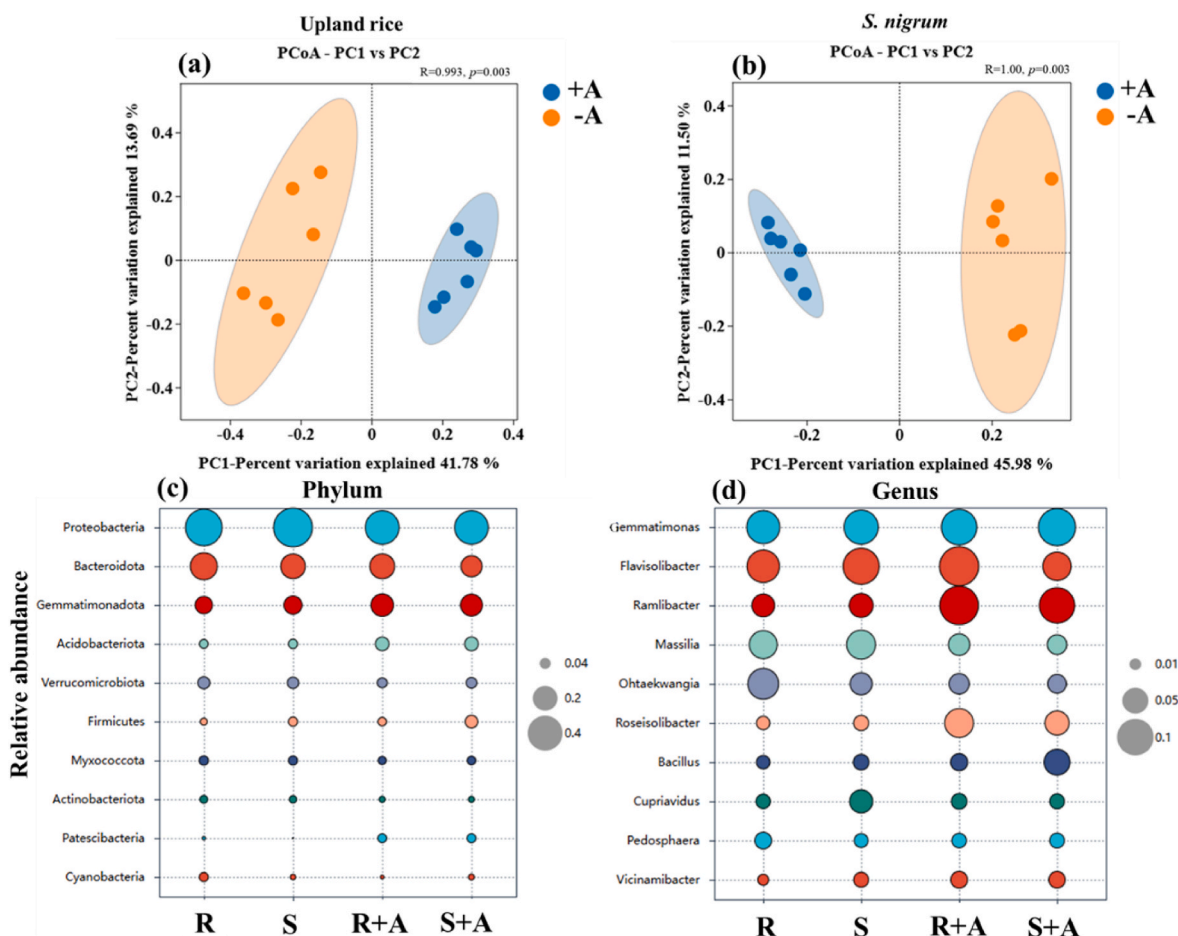 Upland rice
S. nigrum
PCoA - PC1 vs PC2
(a)
R=0.993, p=0.003
+A
-A
PC2-Percent variation explained 13.69 %
0.4
0.2
0
-0.2
-0.4
-0.4
-0.2
0
0.2
0.4
PC1-Percent variation explained 41.78 %
PCoA - PC1 vs PC2
(b)
R=1.00, p=0.003
+A
-A
PC2-Percent variation explained 11.50 %
0.4
0.2
0
-0.2
-0.4
-0.2
0
0.2
PC1-Percent variation explained 45.98 %
(c)
Phylum
Relative abundance
Proteobacteria
Bacteroidota
Gemmatimonadota
Acidobacteriota
Verrucomicrobiota
Firmicutes
Myxococcota
Actinobacteriota
Patescibacteria
Cyanobacteria
R S R+A S+A
0.04
0.2
0.4
(d)
Genus
Gemmatimonas
Flavisolibacter
Ramlibacter
Massilia
Ohtaekwangia
Roseisolibacter
Bacillus
Cupriavidus
Pedosphaera
Vicinamibacter
R S R+A S+A
0.01
0.05
0.1